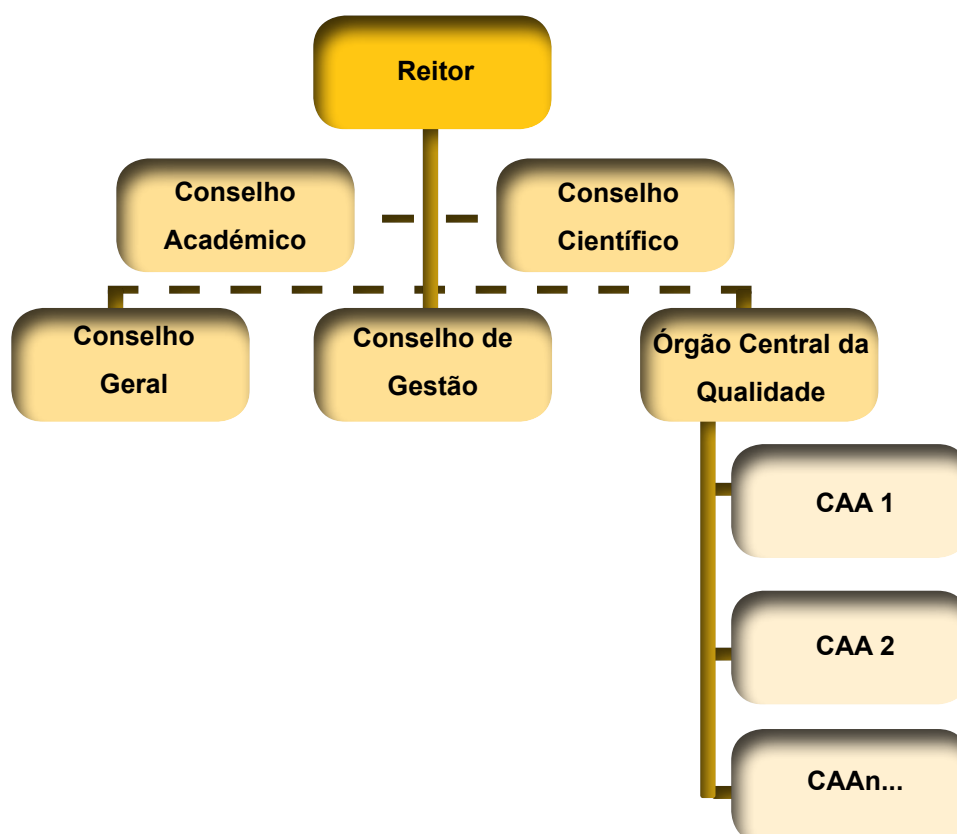 Reitor
Conselho
Académico
Conselho
Científico
Conselho
Geral
Conselho de
Gestão
Órgão Central da
Qualidade
CAA 1
CAA 2
CAAn...